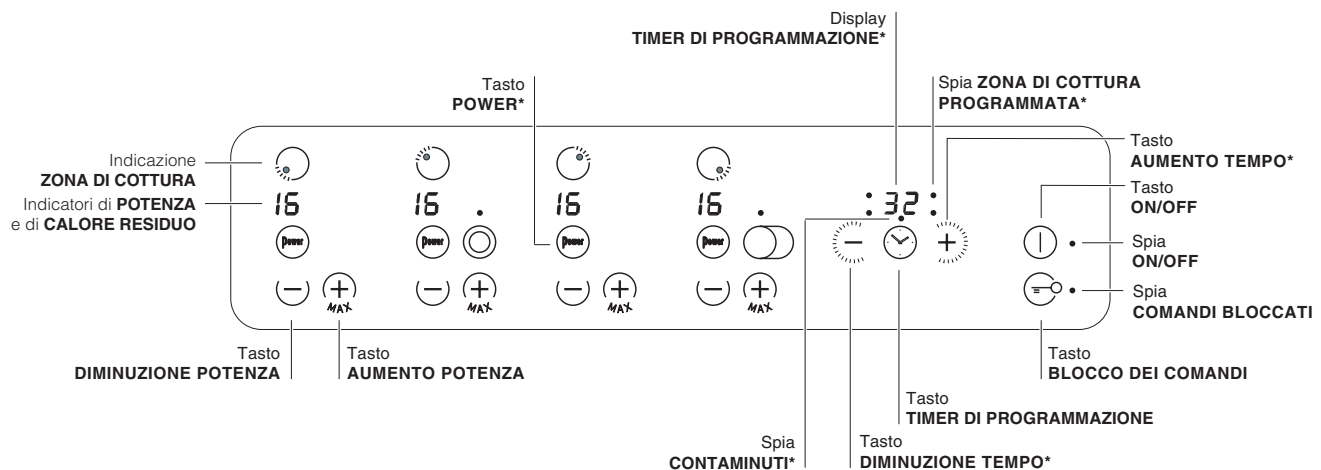 Display
TIMER DI PROGRAMMAZIONE*
Tasto
POWER*
Spia ZONA DI COTTURA
PROGRAMMATA*
Tasto
AUMENTO TEMPO*
Tasto
ON/OFF
Spia
ON/OFF
Spia
COMANDI BLOCCATI
Indicazione
ZONA DI COTTURA
Indicatori di POTENZA
e di CALORE RESIDUO
16 16 16 16 32
Power Power Power Power
MAX MAX MAX MAX
Tasto
DIMINUZIONE POTENZA
Tasto
AUMENTO POTENZA
Tasto
BLOCCO DEI COMANDI
Tasto
TIMER DI PROGRAMMAZIONE
Spia
CONTAMINUTI*
Tasto
DIMINUZIONE TEMPO*